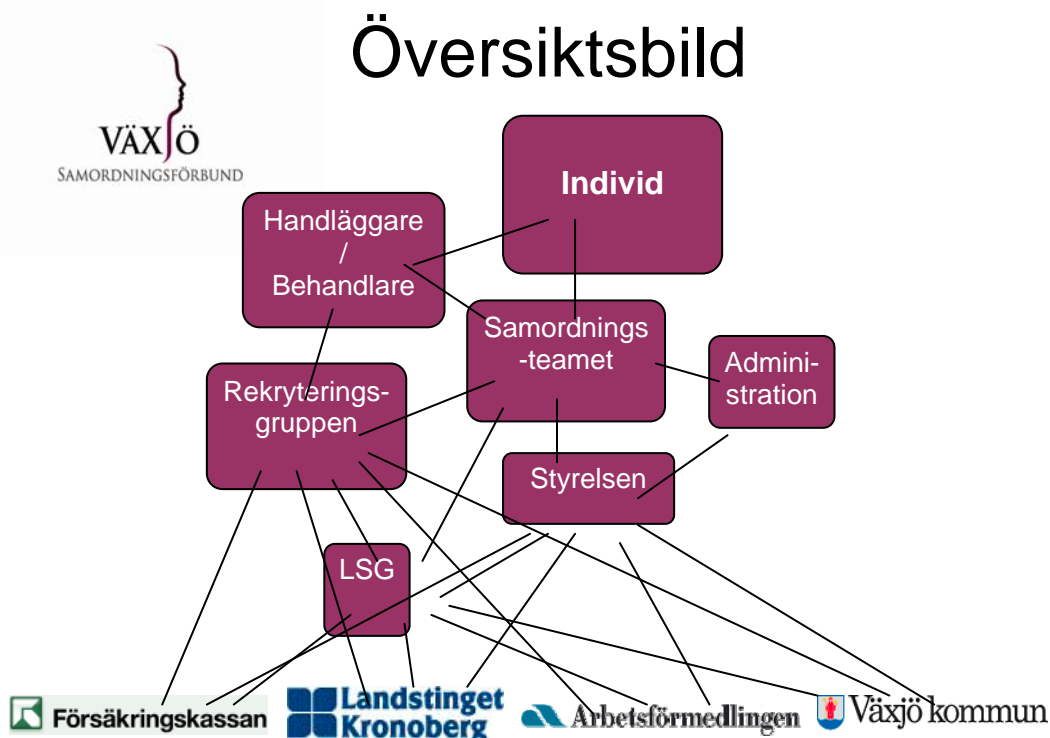 Översiktsbild
VÄXJÖ
SAMORDNINGSFÖRBUND
Individ
Handläggare
/
Behandlare
Samordnings
-teamet
Admini-
stration
Rekryterings-
gruppen
Styrelsen
LSG
Försäkringskassan
Landstinget
Kronoberg
Arbetsförmedlingen
Växjö kommun